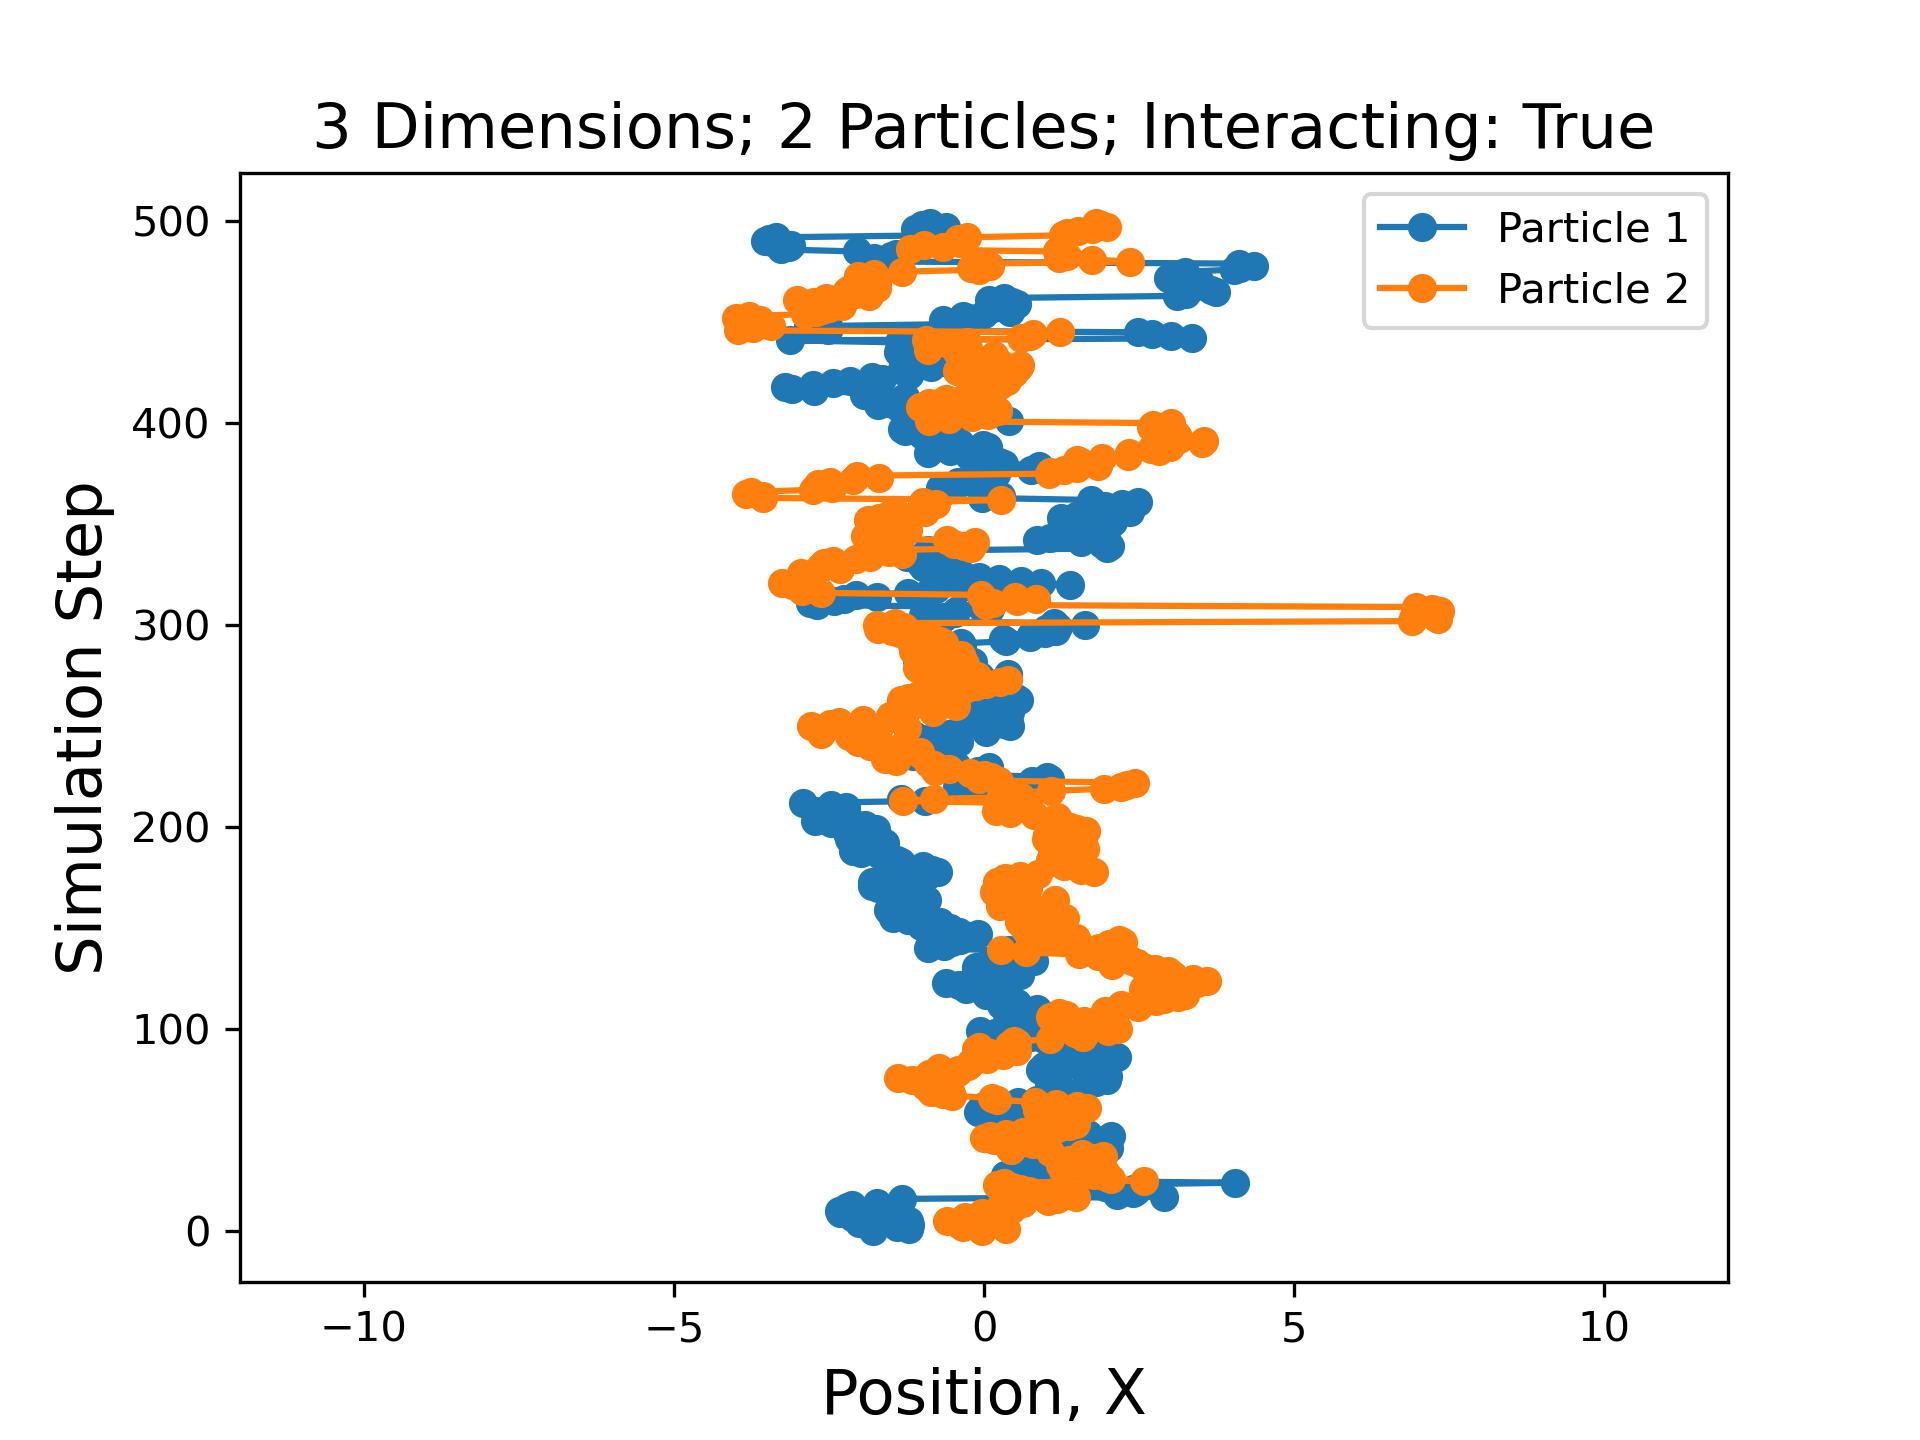 3 Dimensions; 2 Particles; Interacting: True
Particle 1
Particle 2
500
400
300
200
100
0
Simulation Step
−10
−5
0
5
10
Position, X